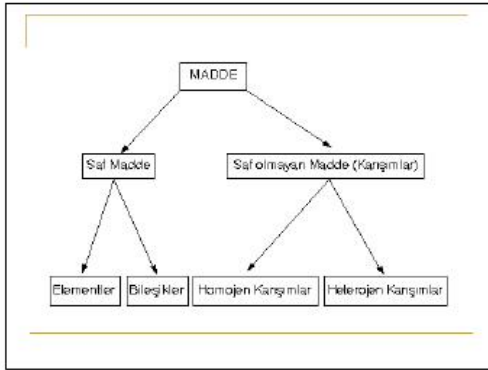 MADDE
Saf Madde
Saf olmayan Madde (Karışımlar)
Elementler
Bileşikler
Homojen Karışımlar
Heterojen Karışımlar